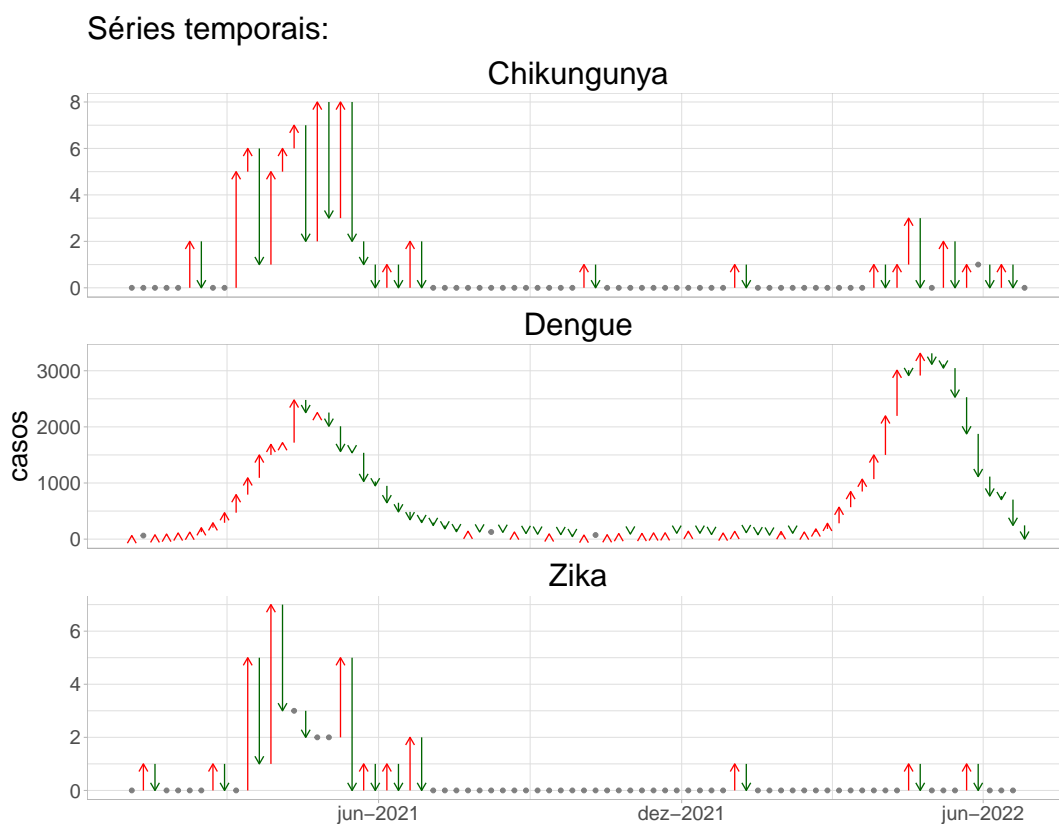 Séries temporais:
Chikungunya
8
6
4
2
0
Dengue
3000
2000
1000
0
casos
Zika
6
4
2
0
jun–2021
dez–2021
jun–2022